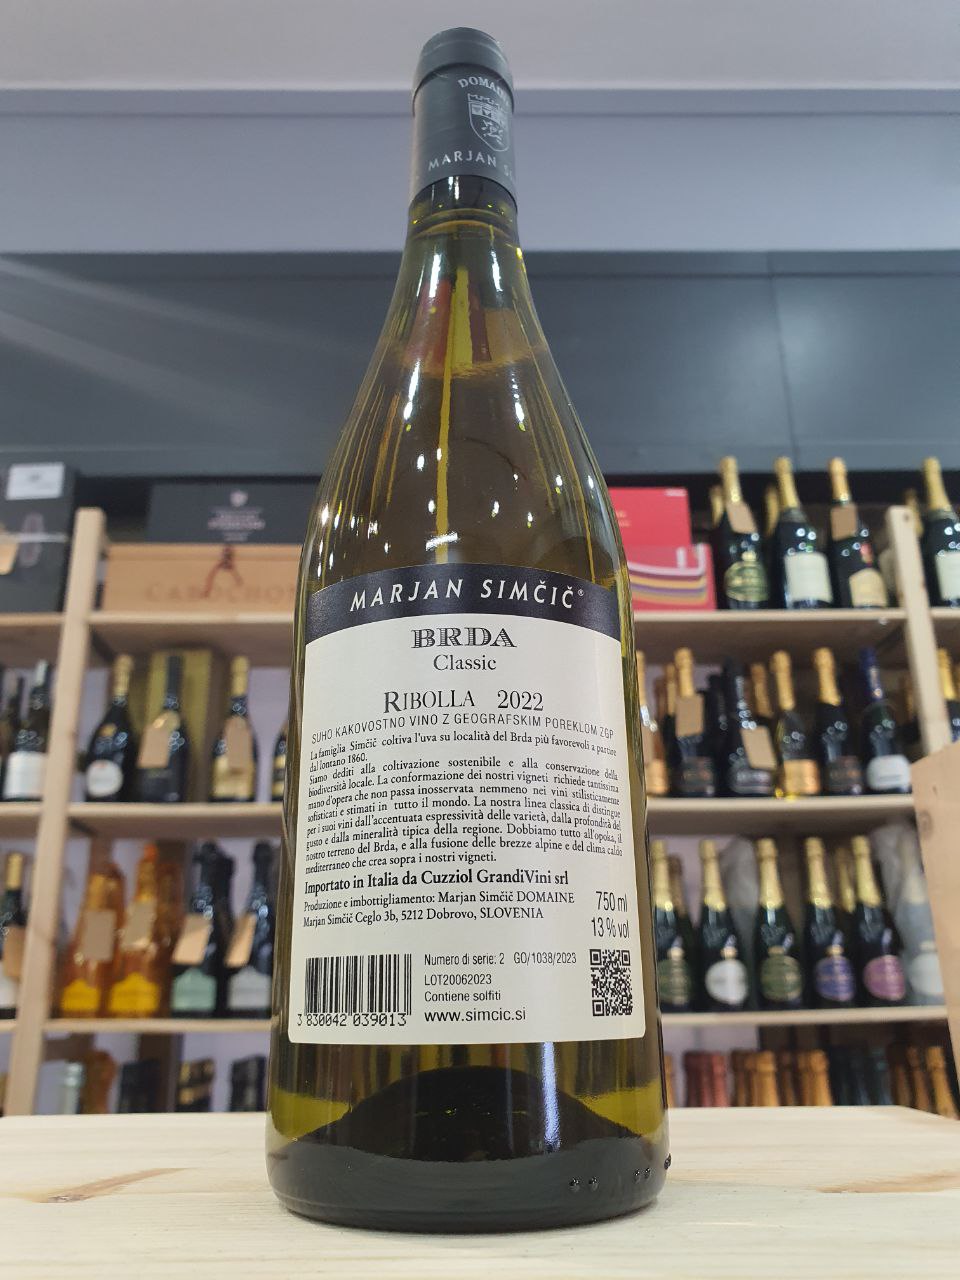 DOMAINE
MARJAN
MARJAN SIMČIČ®
BRDA
Classic
RIBOLLA 2022
SUHO KAKOVOSTNO VINO Z GEOGRAFSKIM POREKLOM ZGP
La famiglia Simčič coltiva l'uva su località del Brda più favorevoli a partire
dal lontano 1860.
Siamo dediti alla coltivazione sostenibile e alla conservazione della
biodiversità locale. La conformazione dei nostri vigneti richiede tantissima
mano d'opera che non passa inosservata nemmeno nei vini stilisticamente
sofisticati e stimati in tutto il mondo. La nostra linea classica di distingue
per i suoi vini dall'accentuata espressività delle varietà, dalla profondità del
gusto e dalla mineralità tipica della regione. Dobbiamo tutto all'opoka, il
nostro terreno del Brda, e alla fusione delle brezze alpine e del clima caldo
mediterraneo che crea sopra i nostri vigneti.
Importato in Italia da Cuzziol GrandiVini srl
Produzione e imbottigliamento: Marjan Simčič DOMAINE
Marjan Simčič Ceglo 3b, 5212 Dobrovo, SLOVENIA
750 ml
13 % vol
Numero di serie: 2 GO/1038/2023
LOT20062023
Contiene solfiti
www.simcic.si
3 830042 039013